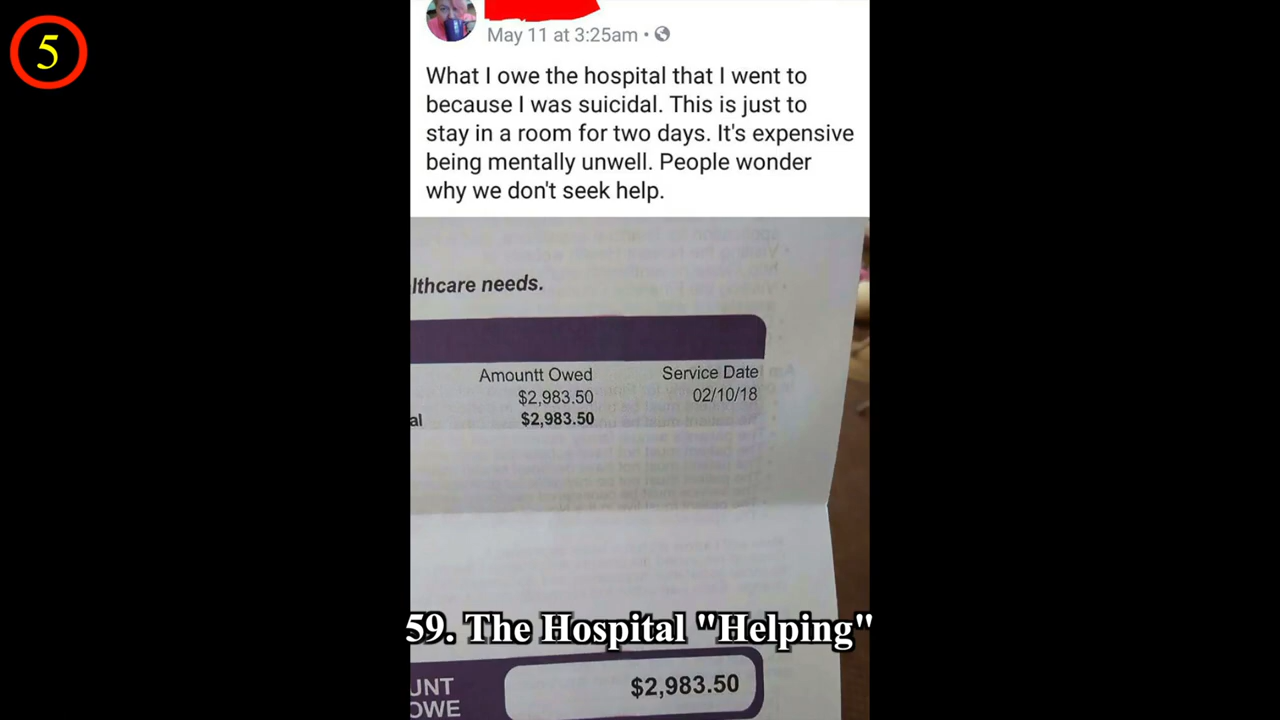 5
May 11 at 3:25am •
What I owe the hospital that I went to
because I was suicidal. This is just to
stay in a room for two days. It's expensive
being mentally unwell. People wonder
why we don't seek help.
lthcare needs.
Amountt Owed Service Date
$2,983.50 02/10/18
al $2,983.50
59. The Hospital "Helping"
UNT
OWE
$2,983.50